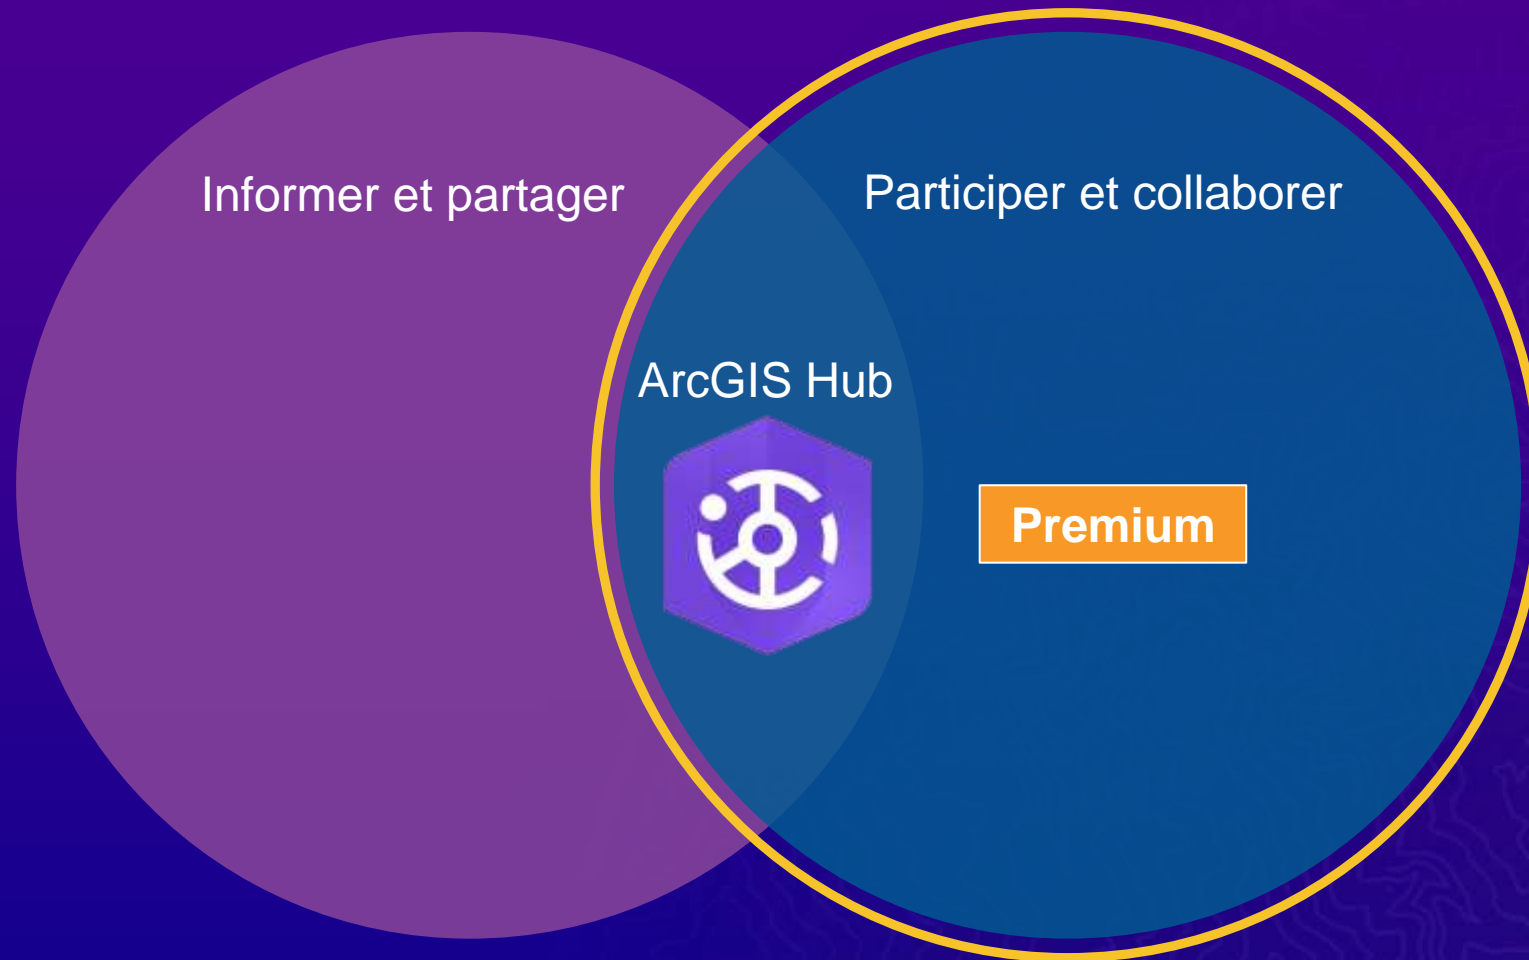 Informer et partager
Participer et collaborer
ArcGIS Hub
Premium